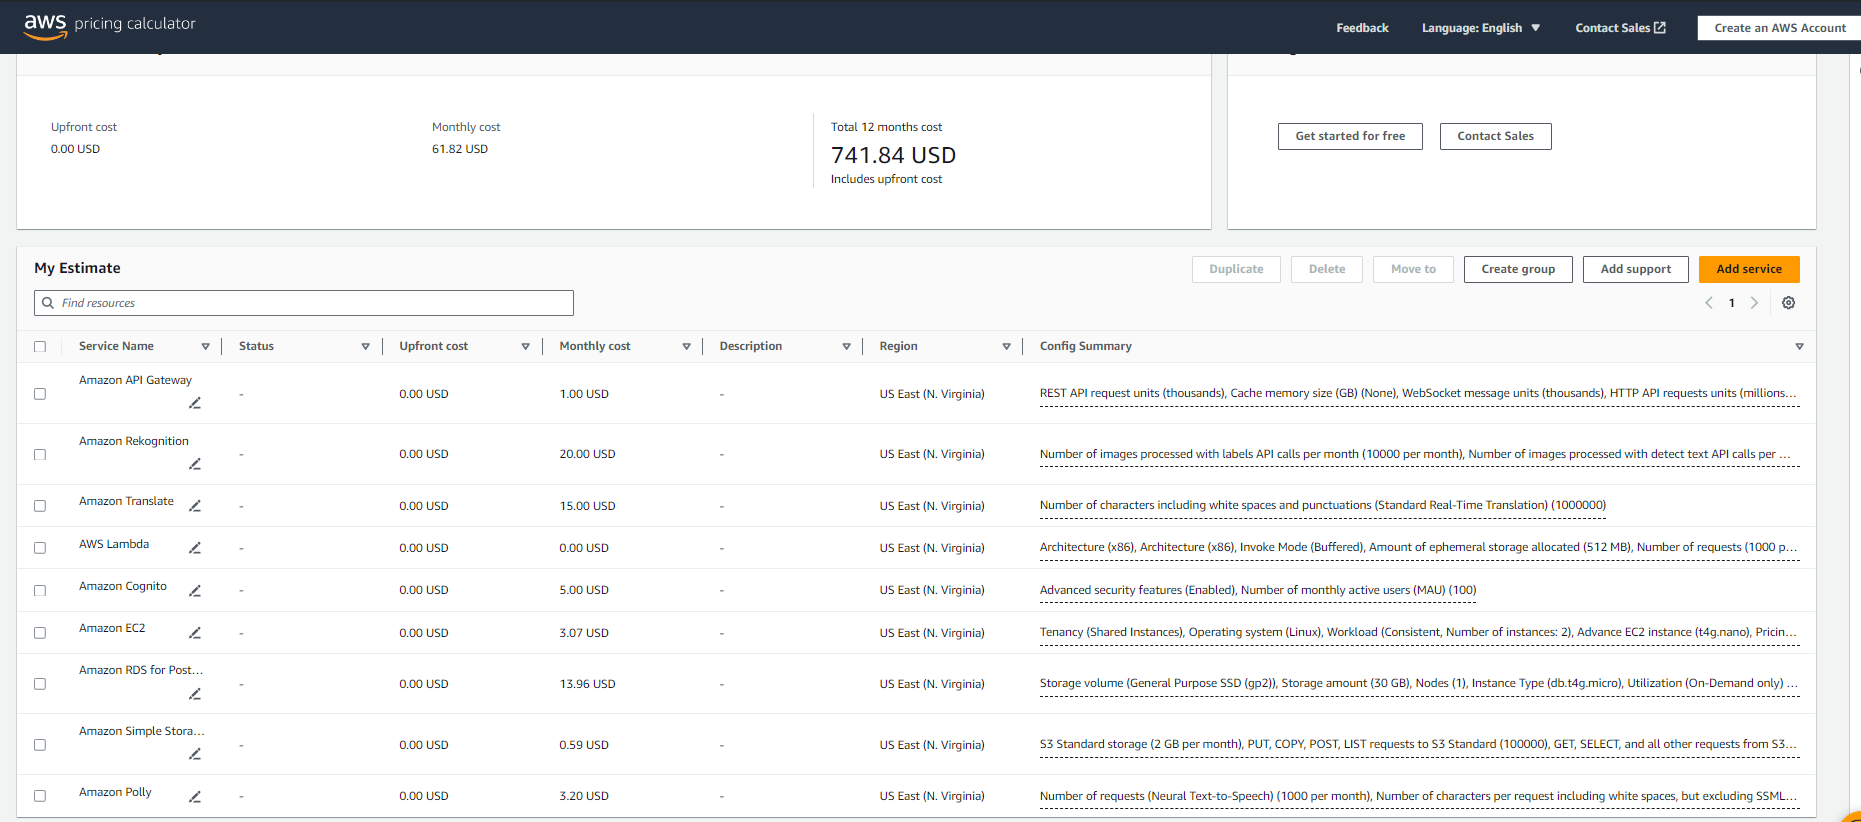 aws pricing calculator
Feedback
Language: English
Contact Sales
Create an AWS Account
Upfront cost
0.00 USD
Monthly cost
61.82 USD
Total 12 months cost
741.84 USD
Includes upfront cost
Get started for free
Contact Sales
My Estimate
Duplicate
Delete
Move to
Create group
Add support
Add service
Find resources
1
Service Name Status Upfront cost Monthly cost Description Region Config Summary
Amazon API Gateway - 0.00 USD 1.00 USD - US East (N. Virginia) REST API request units (thousands), Cache memory size (GB) (None), WebSocket message units (thousands), HTTP API requests units (millions...
Amazon Rekognition - 0.00 USD 20.00 USD - US East (N. Virginia) Number of images processed with labels API calls per month (10000 per month), Number of images processed with detect text API calls per ...
Amazon Translate - 0.00 USD 15.00 USD - US East (N. Virginia) Number of characters including white spaces and punctuations (Standard Real-Time Translation) (1000000)
AWS Lambda - 0.00 USD 0.00 USD - US East (N. Virginia) Architecture (x86), Architecture (x86), Invoke Mode (Buffered), Amount of ephemeral storage allocated (512 MB), Number of requests (1000 p...
Amazon Cognito - 0.00 USD 5.00 USD - US East (N. Virginia) Advanced security features (Enabled), Number of monthly active users (MAU) (100)
Amazon EC2 - 0.00 USD 3.07 USD - US East (N. Virginia) Tenancy (Shared Instances), Operating system (Linux), Workload (Consistent, Number of instances: 2), Advance EC2 instance (t4g.nano), Pricin...
Amazon RDS for Post... - 0.00 USD 13.96 USD - US East (N. Virginia) Storage volume (General Purpose SSD (gp2)), Storage amount (30 GB), Nodes (1), Instance Type (db.t4g.micro), Utilization (On-Demand only) ...
Amazon Simple Stora... - 0.00 USD 0.59 USD - US East (N. Virginia) S3 Standard storage (2 GB per month), PUT, COPY, POST, LIST requests to S3 Standard (100000), GET, SELECT, and all other requests from S3...
Amazon Polly - 0.00 USD 3.20 USD - US East (N. Virginia) Number of requests (Neural Text-to-Speech) (1000 per month), Number of characters per request including white spaces, but excluding SSML...